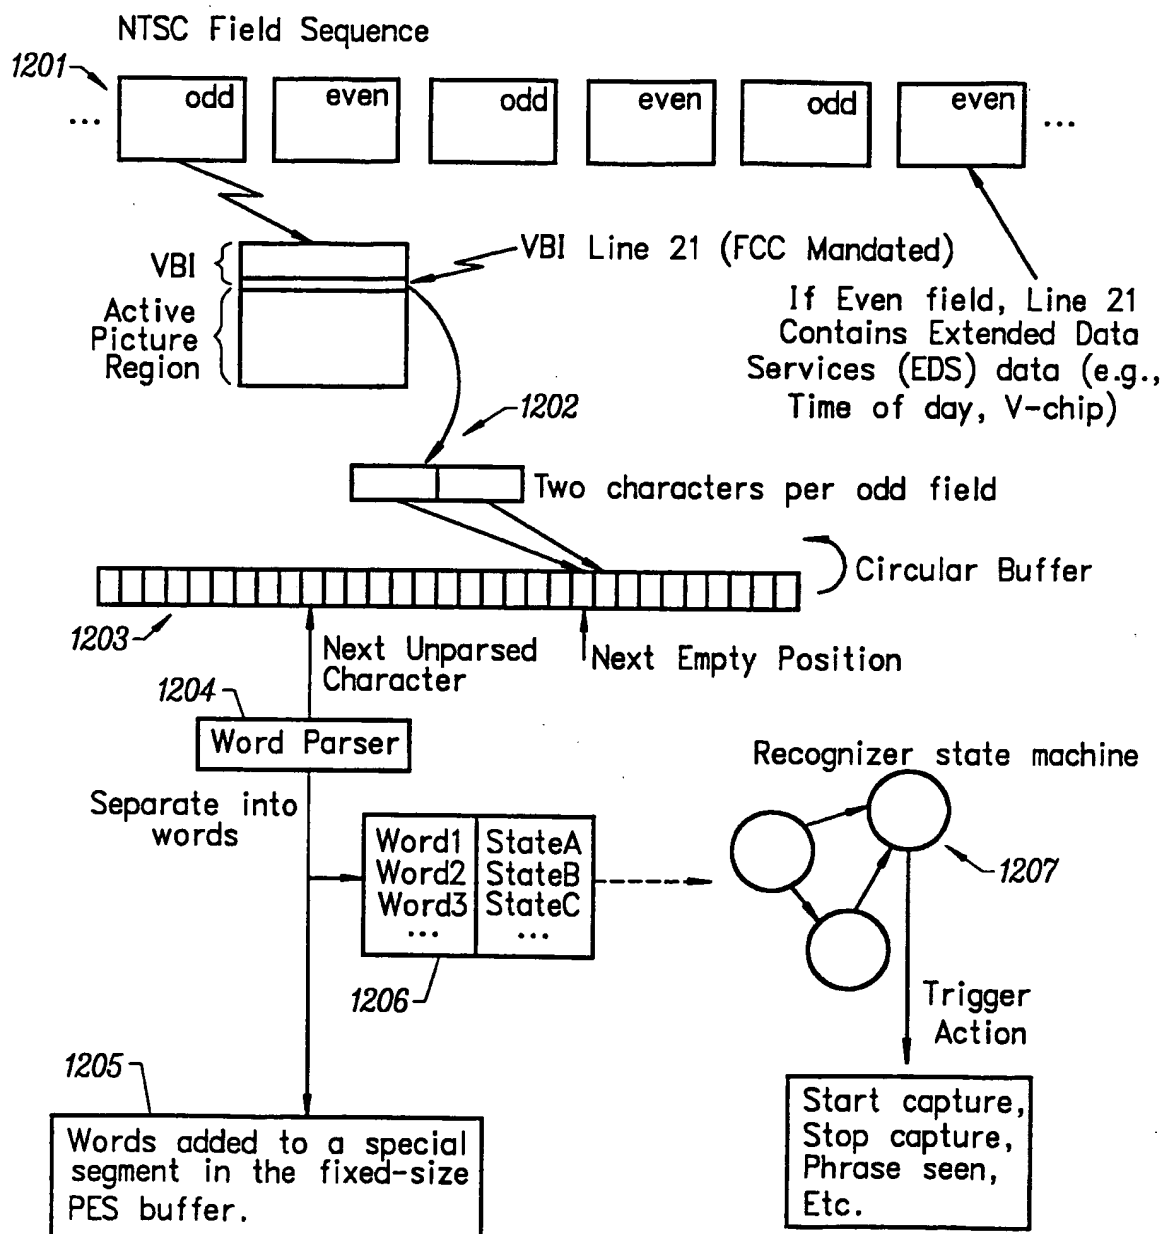 NTSC Field Sequence
1201
... odd even odd even odd even ...
VBI
VBI Line 21 (FCC Mandated)
Active
Picture
Region
If Even field, Line 21
Contains Extended Data
Services (EDS) data (e.g.,
Time of day, V-chip)
1202
Two characters per odd field
Circular Buffer
1203
Next Unparsed
Character
Next Empty Position
1204
Word Parser
Recognizer state machine
Separate into
words
Word1 StateA
Word2 StateB
Word3 StateC
... ...
1207
1206
Trigger
Action
1205
Words added to a special
segment in the fixed-size
PES buffer.
Start capture,
Stop capture,
Phrase seen,
Etc.